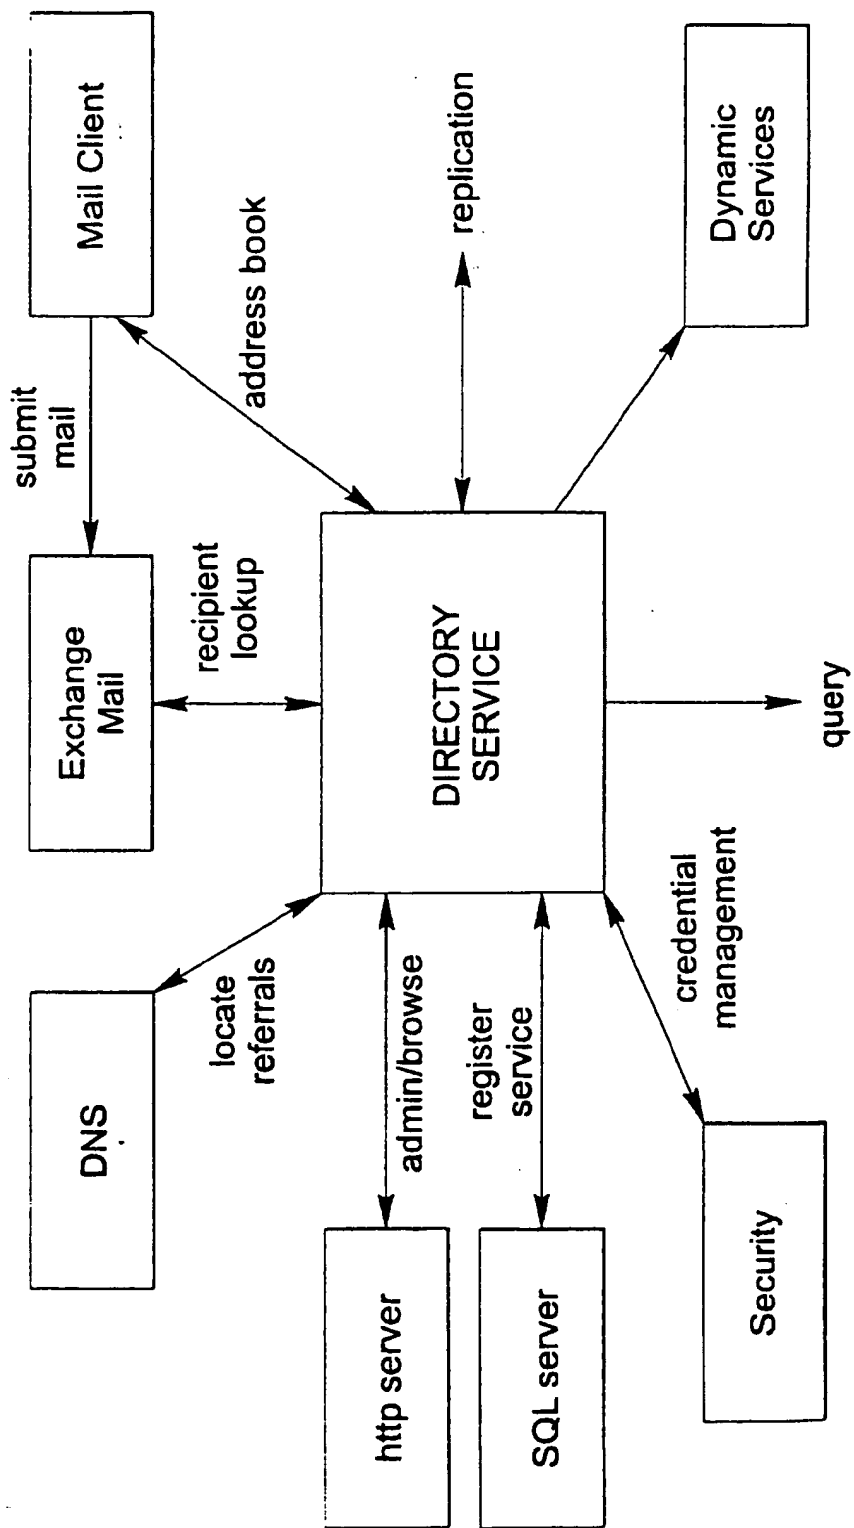 submit
mail
DNS
Exchange
Mail
Mail Client
locate
referrals
recipient
lookup
address book
http server
admin/browse
DIRECTORY
SERVICE
replication
register
service
SQL server
credential
management
Dynamic
Services
Security
query